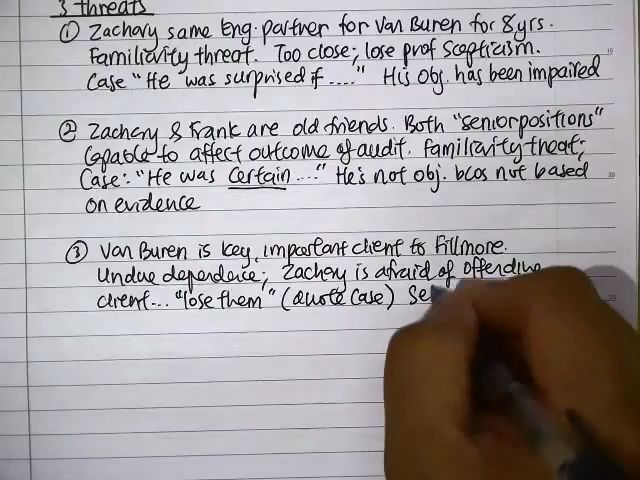 3 threats
① Zachary same Eng. partner for Van Buren for 8 yrs.
Familiarity threat. Too close; lose prof scepticism.
Case "He was surprised if ...." His obj. has been impaired
② Zachary & Frank are old friends. Both "senior positions"
Capable to affect outcome of audit. Familiarity theat;
Case: "He was certain ...." He's not obj. bcos not based
on evidence
③ Van Buren is key, important client to Fillmore.
Undue dependence; Zachary is afraid of offending
client... "lose them" (quote case) Se